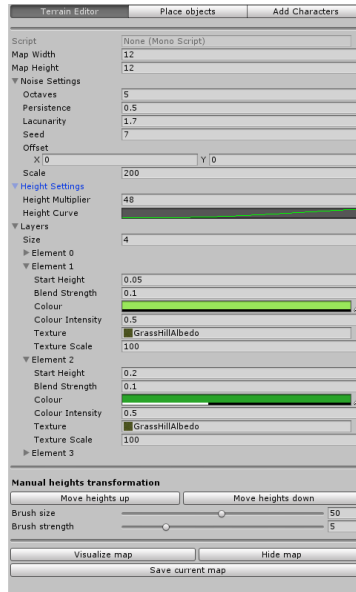 Terrain Editor Place objects Add Characters
Script None (Mono Script)
Map Width 12
Map Height 12
Noise Settings
Octaves 5
Persistence 0.5
Lacunarity 1.7
Seed 7
Offset
X 0 Y 0
Scale 200
Height Settings
Height Multiplier 48
Height Curve
Layers
Size 4
Element 0
Element 1
Start Height 0.05
Blend Strength 0.1
Colour
Colour Intensity 0.5
Texture GrassHillAlbedo
Texture Scale 100
Element 2
Start Height 0.2
Blend Strength 0.1
Colour
Colour Intensity 0.5
Texture GrassHillAlbedo
Texture Scale 100
Element 3
Manual heights transformation
Move heights up Move heights down
Brush size 50
Brush strength 5
Visualize map Hide map
Save current map